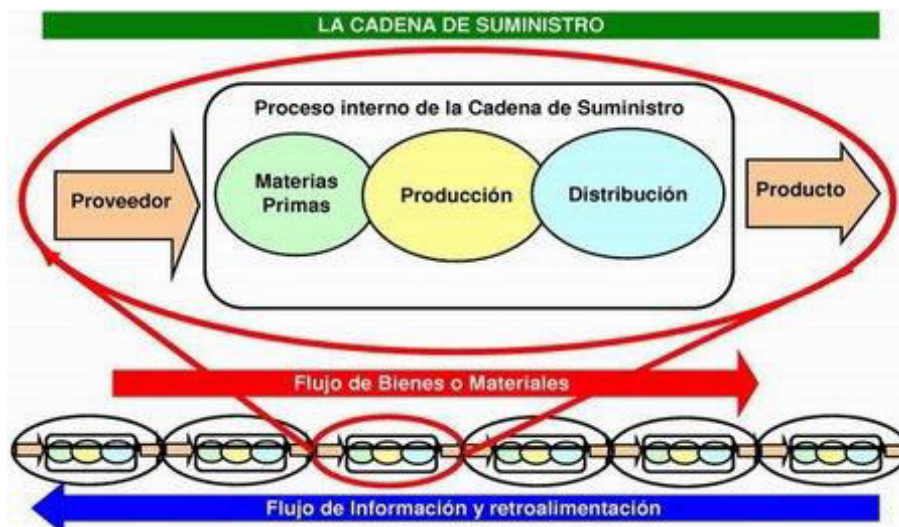 LA CADENA DE SUMINISTRO
Proceso interno de la Cadena de Suministro
Proveedor
Materias
Primas
Producción
Distribución
Producto
Flujo de Bienes o Materiales
Flujo de Información y retroalimentación